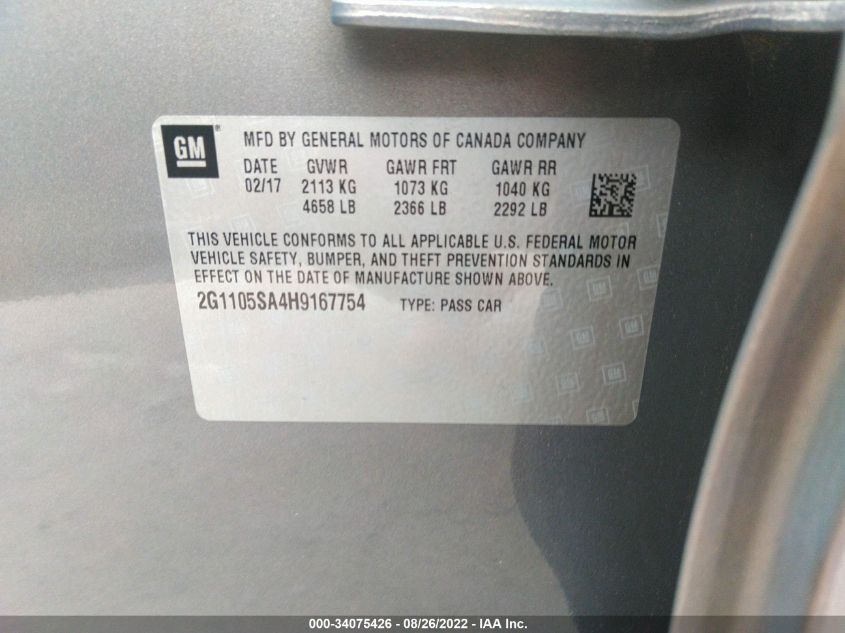 GM ® MFD BY GENERAL MOTORS OF CANADA COMPANY
DATE GVWR GAWR FRT GAWR RR
02/17 2113 KG 1073 KG 1040 KG
4658 LB 2366 LB 2292 LB
THIS VEHICLE CONFORMS TO ALL APPLICABLE U.S. FEDERAL MOTOR
VEHICLE SAFETY, BUMPER, AND THEFT PREVENTION STANDARDS IN
EFFECT ON THE DATE OF MANUFACTURE SHOWN ABOVE.
2G1105SA4H9167754 TYPE: PASS CAR
000-34075426 - 08/26/2022 - IAA Inc.